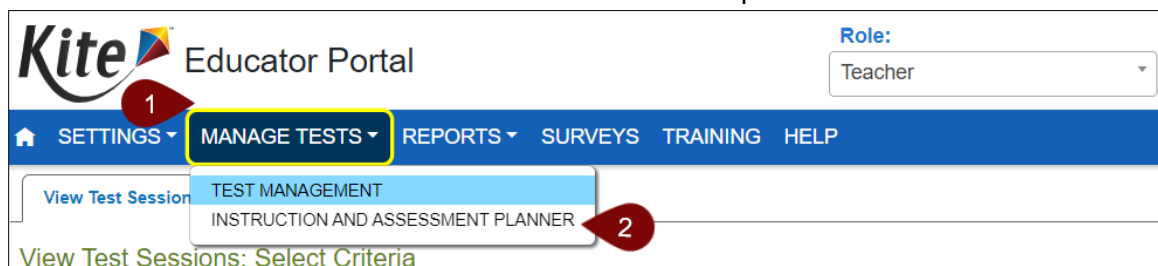 Kite Educator Portal
Role:
Teacher
1
SETTINGS MANAGE TESTS REPORTS SURVEYS TRAINING HELP
View Test Session
TEST MANAGEMENT
INSTRUCTION AND ASSESSMENT PLANNER
2
View Test Sessions: Select Criteria